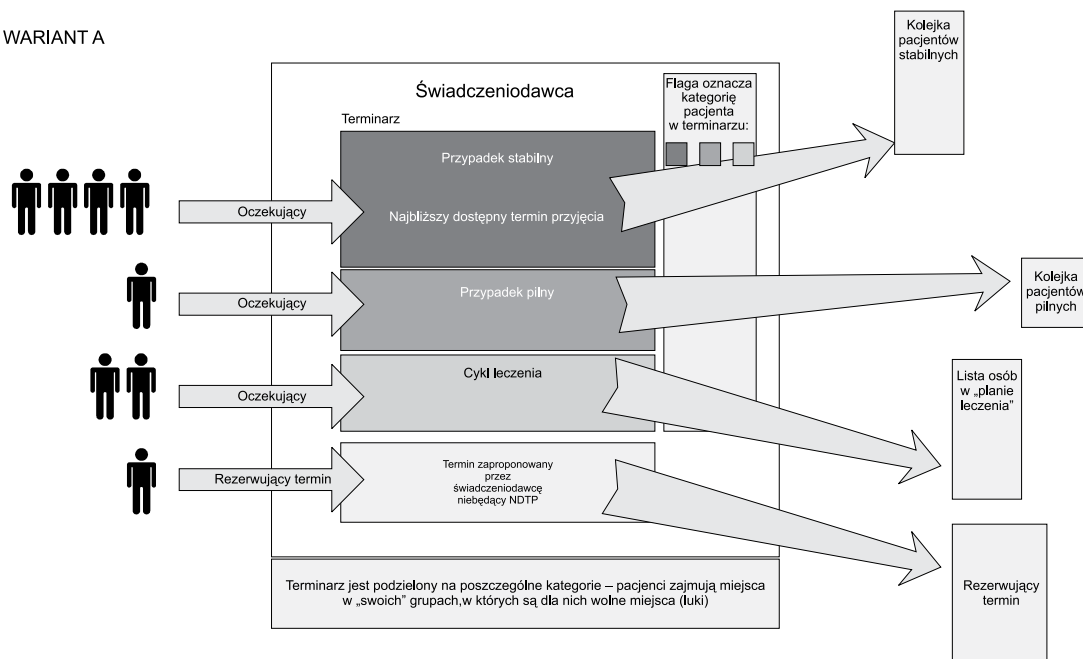 WARIANT A
Świadczeniodawca
Terminarz
Flaga oznacza
kategorię
pacjenta
w terminarzu:
Kolejka
pacjentów
stabilnych
Przypadek stabilny
Oczekujący
Najbliższy dostępny termin przyjęcia
Oczekujący
Przypadek pilny
Kolejka
pacjentów
pilnych
Oczekujący
Cykl leczenia
Lista osób
w „planie
leczenia”
Rezerwujący termin
Termin zaproponowany
przez
świadczeniodawcę
niebędący NDTP
Rezerwujący
termin
Terminarz jest podzielony na poszczególne kategorie – pacjenci zajmują miejsca
w „swoich” grupach,w których są dla nich wolne miejsca (luki)